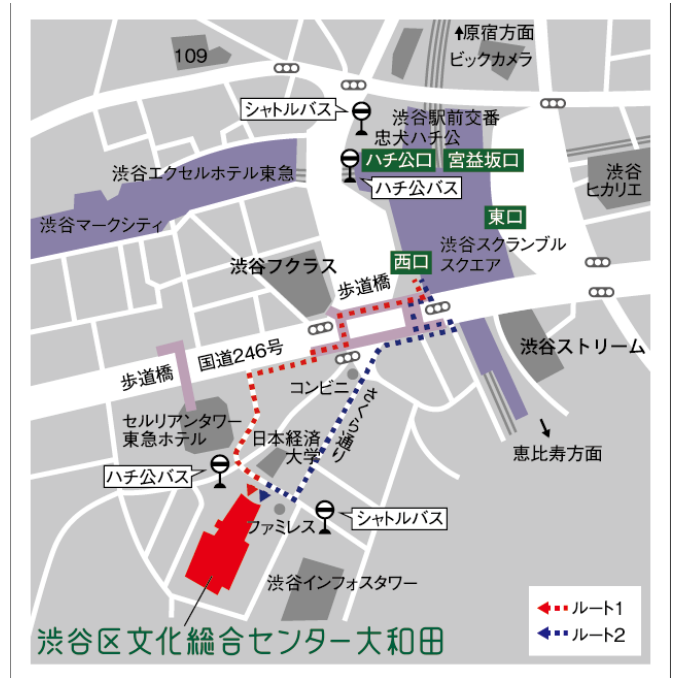 ↑原宿方面
ビックカメラ
109
シャトルバス
渋谷駅前交番
忠犬ハチ公
ハチ公口
宮益坂口
渋谷エクセルホテル東急
ハチ公バス
渋谷
ヒカリエ
渋谷マークシティ
東口
渋谷スクランブル
スクエア
西口
渋谷フクラス
歩道橋
国道246号
渋谷ストリーム
歩道橋
コンビニ
さくら通り
セルリアンタワー
東急ホテル
日本経済
大学
恵比寿方面
ハチ公バス
ファミレス
シャトルバス
渋谷インフォスタワー
渋谷区文化総合センター大和田
ルート1
ルート2